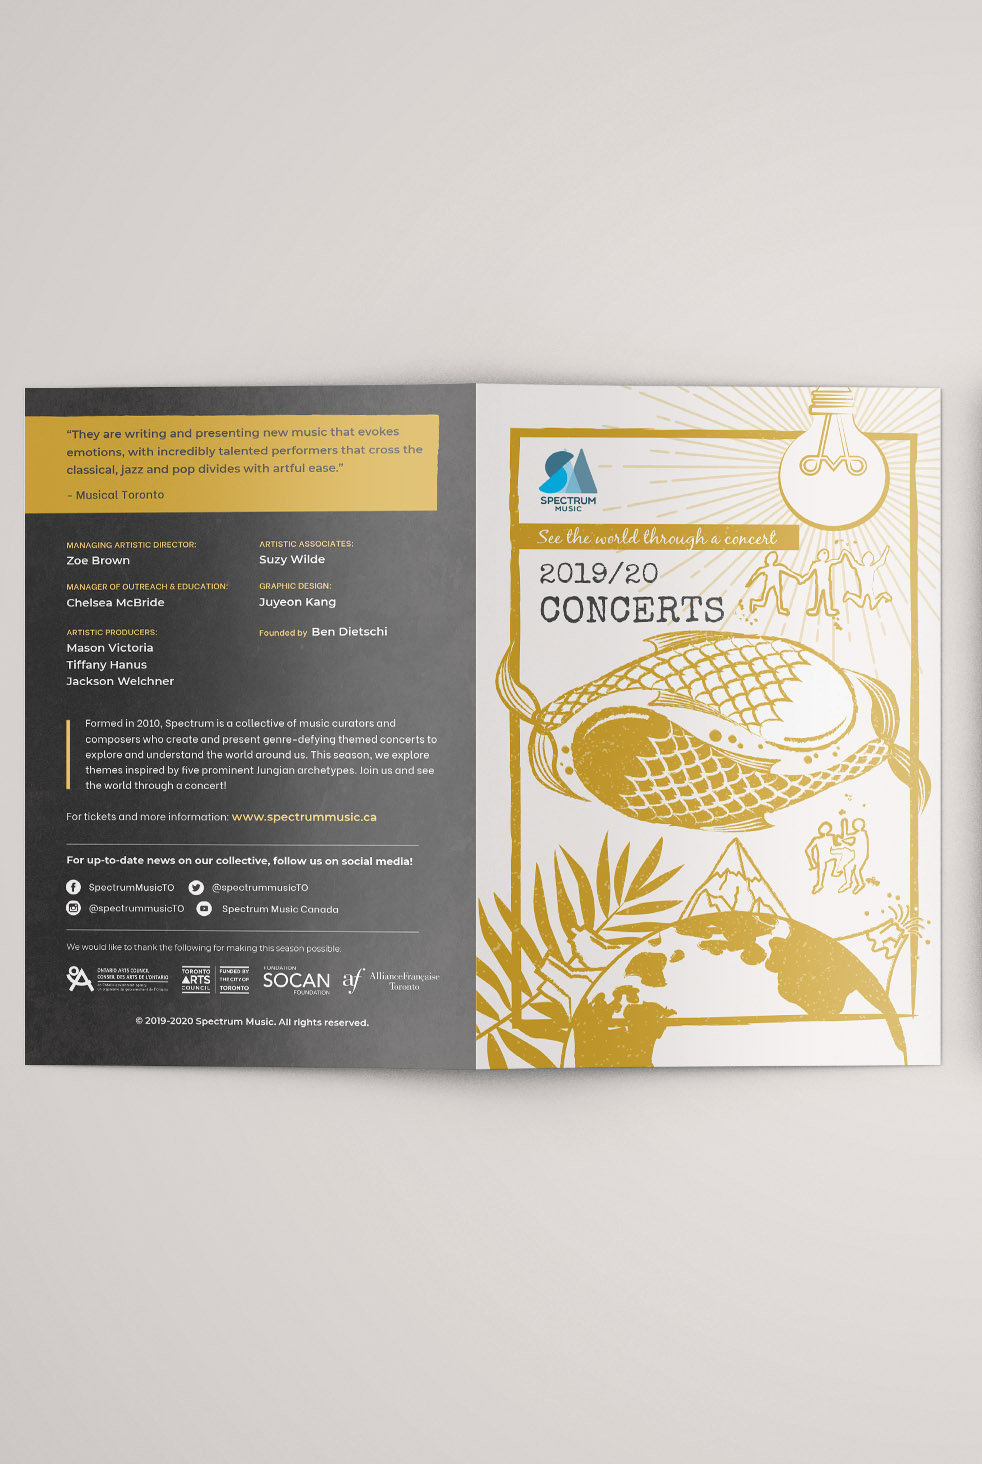 “They are writing and presenting new music that evokes
emotions, with incredibly talented performers that cross the
classical, jazz and pop divides with artful ease.”
- Musical Toronto
MANAGING ARTISTIC DIRECTOR:
Zoe Brown
MANAGER OF OUTREACH & EDUCATION:
Chelsea McBride
ARTISTIC PRODUCERS:
Mason Victoria
Tiffany Hanus
Jackson Welchner
ARTISTIC ASSOCIATES:
Suzy Wilde
GRAPHIC DESIGN:
Juyeon Kang
Founded by Ben Dietschi
Formed in 2010, Spectrum is a collective of music curators and
composers who create and present genre-defying themed concerts to
explore and understand the world around us. This season, we explore
themes inspired by five prominent Jungian archetypes. Join us and see
the world through a concert!
For tickets and more information: www.spectrummusic.ca
For up-to-date news on our collective, follow us on social media!
SpectrumMusicTO @spectrummusicTO
@spectrummusicTO Spectrum Music Canada
We would like to thank the following for making this season possible:
ONTARIO ARTS COUNCIL
CONSEIL DES ARTS DE L'ONTARIO
TORONTO
ARTS
COUNCIL
FUNDED BY
THE CITY OF
TORONTO
FONDATION
SOCAN
FOUNDATION
af
AllianceFrançaise
Toronto
© 2019-2020 Spectrum Music. All rights reserved.
SPECTRUM
MUSIC
See the world through a concert
2019/20
CONCERTS